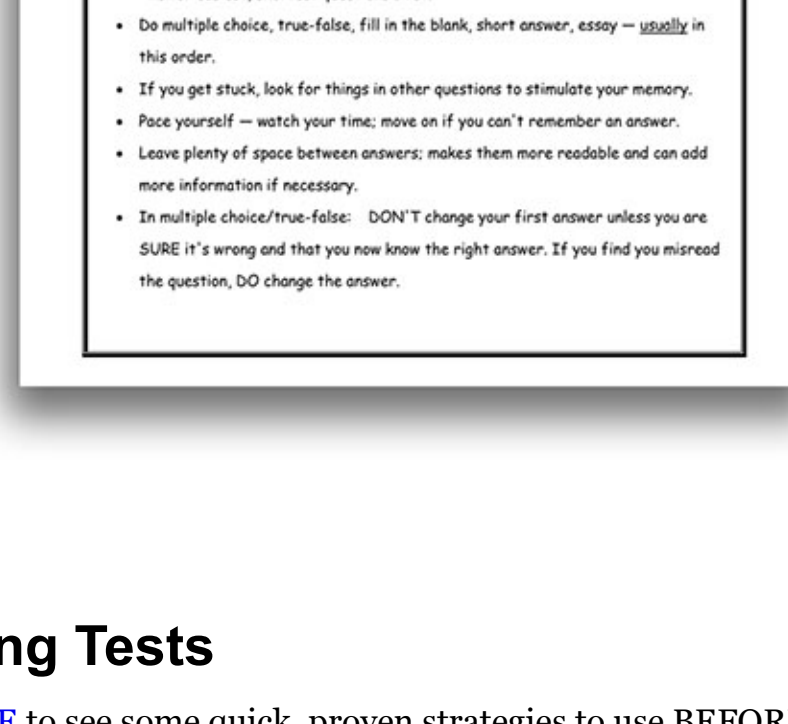 • Do multiple choice, true-false, fill in the blank, short answer, essay — usually in
this order.
• If you get stuck, look for things in other questions to stimulate your memory.
• Pace yourself — watch your time; move on if you can't remember an answer.
• Leave plenty of space between answers; makes them more readable and can add
more information if necessary.
• In multiple choice/true-false: DON'T change your first answer unless you are
SURE it's wrong and that you now know the right answer. If you find you misread
the question, DO change the answer.
ng Tests
E to see some quick, proven strategies to use BEFOR